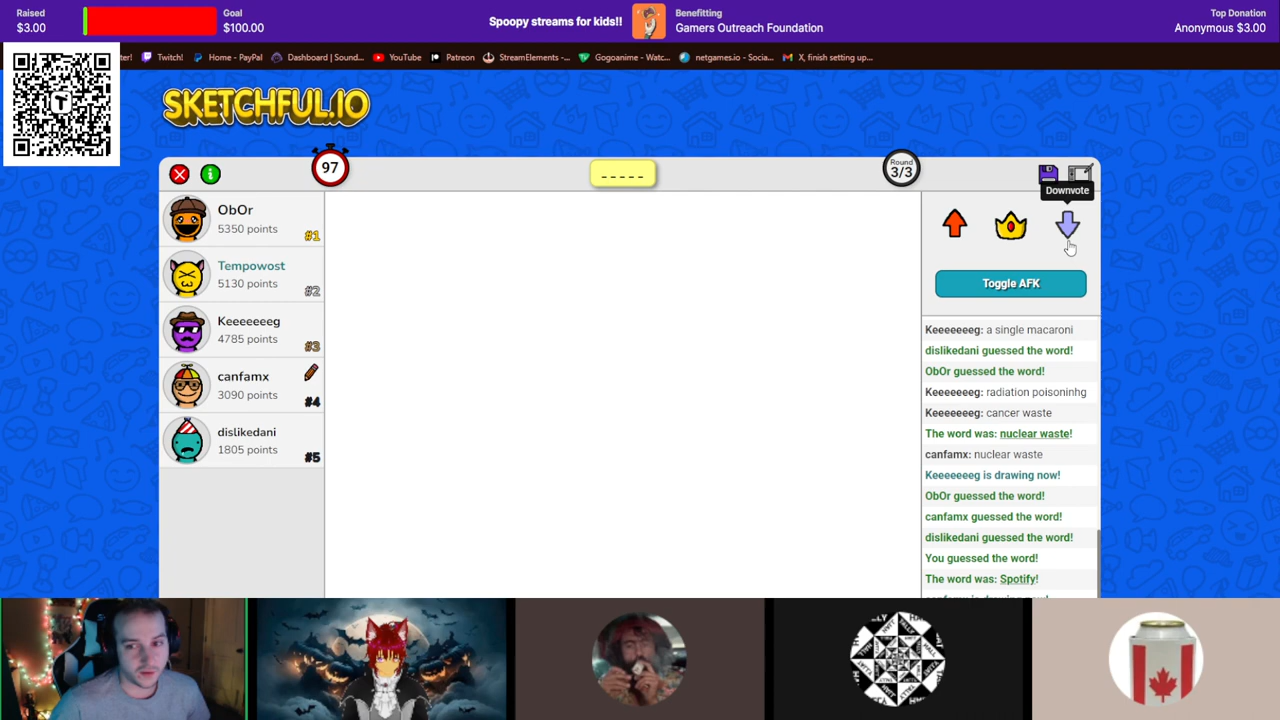 Raised
$3.00
Goal
$100.00
Spoopy streams for kids!!
Benefitting
Gamers Outreach Foundation
Top Donation
Anonymous $3.00
ter!
Twitch!
Home - PayPal
Dashboard | Sound...
YouTube
Patreon
StreamElements -...
Gogoanime - Watc...
netgames.io - Socia...
X, finish setting up...
SKETCHFUL.IO
97
_ _ _ _ _
Round
3/3
Downvote
ObOr
5350 points
#1
Tempowost
5130 points
#2
Keeeeeeeg
4785 points
#3
canfamx
3090 points
#4
dislikedani
1805 points
#5
Toggle AFK
Keeeeeeeg: a single macaroni
dislikedani guessed the word!
ObOr guessed the word!
Keeeeeeeg: radiation poisoninhg
Keeeeeeeg: cancer waste
The word was: nuclear waste!
canfamx: nuclear waste
Keeeeeeeg is drawing now!
ObOr guessed the word!
canfamx guessed the word!
dislikedani guessed the word!
You guessed the word!
The word was: Spotify!